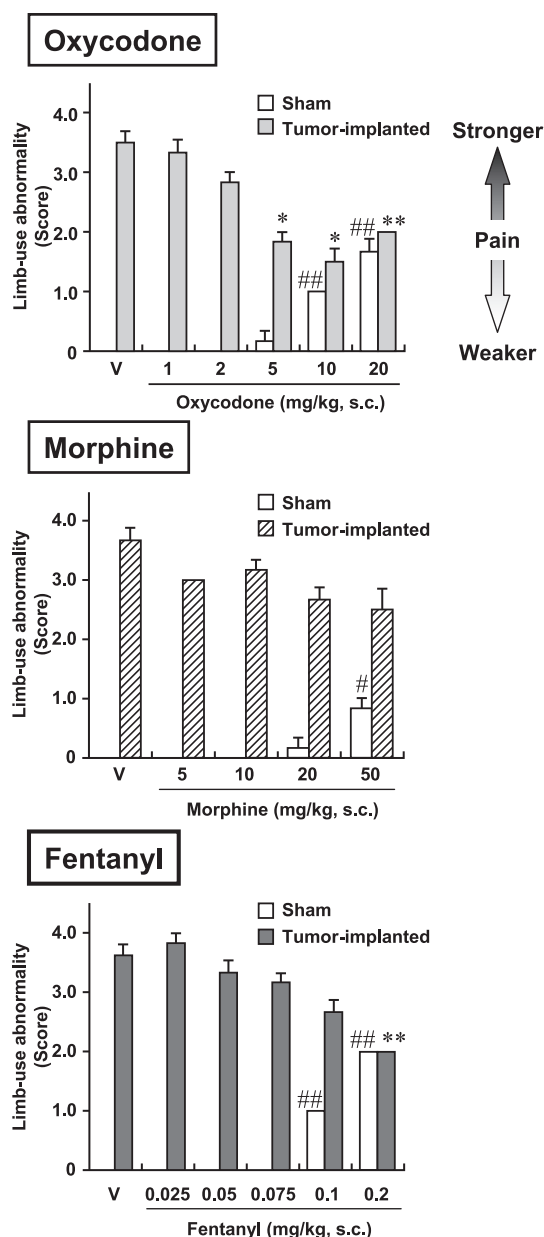 Oxycodone
Sham
Tumor-implanted
Limb-use abnormality
(Score)
4.0
3.0
2.0
1.0
0
*
## *
## **
V 1 2 5 10 20
Oxycodone (mg/kg, s.c.)
Stronger
Pain
Weaker
Morphine
Sham
Tumor-implanted
Limb-use abnormality
(Score)
4.0
3.0
2.0
1.0
0
#
V 5 10 20 50
Morphine (mg/kg, s.c.)
Fentanyl
Sham
Tumor-implanted
Limb-use abnormality
(Score)
4.0
3.0
2.0
1.0
0
##
## **
V 0.025 0.05 0.075 0.1 0.2
Fentanyl (mg/kg, s.c.)